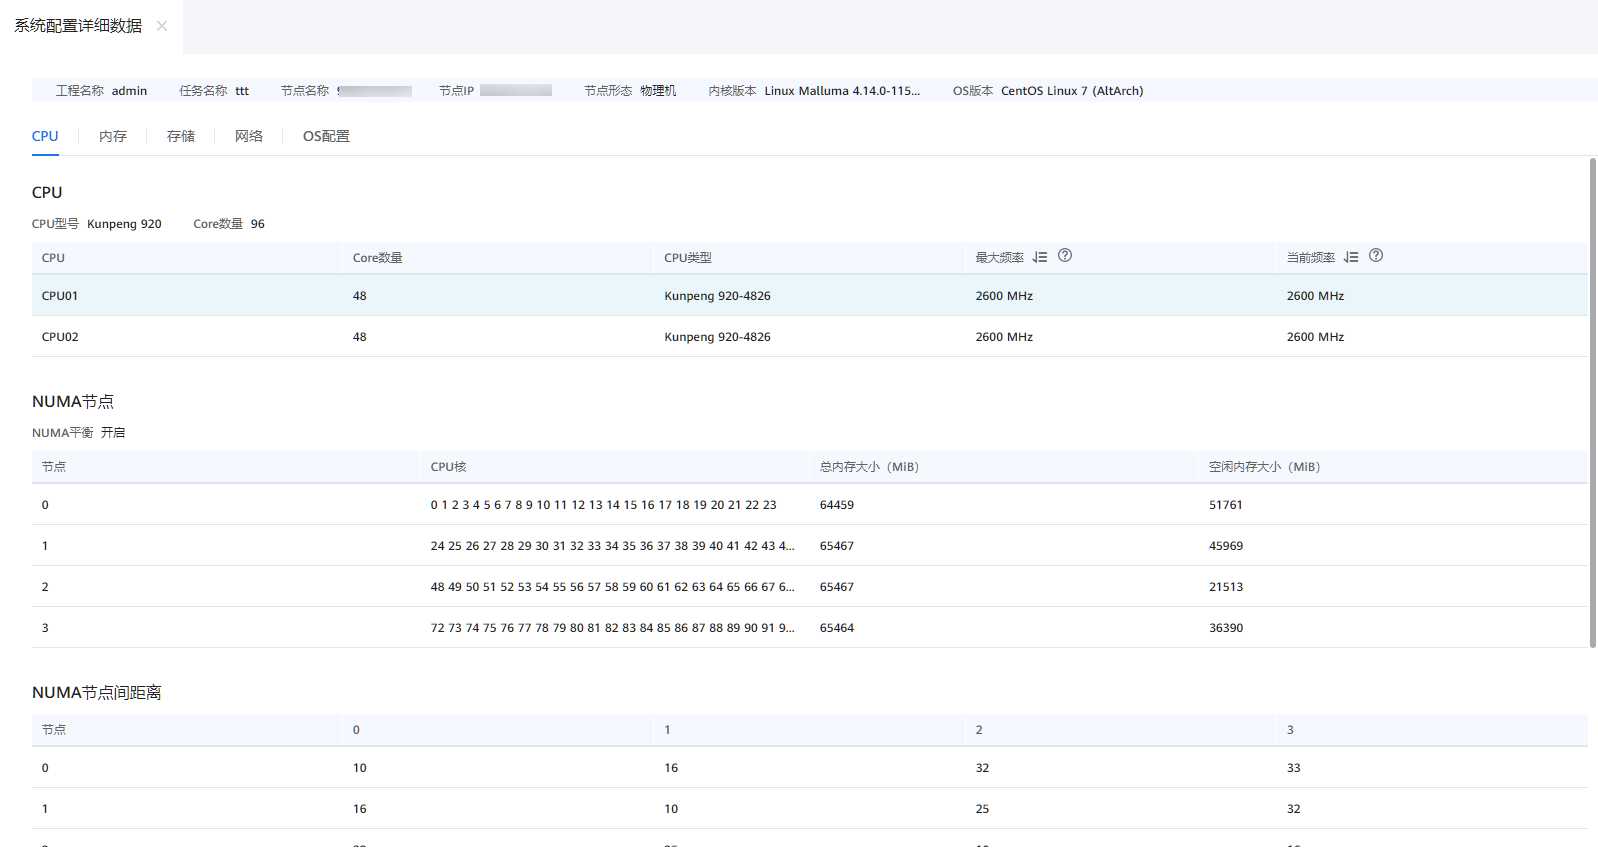 系统配置详细数据
工程名称 admin 任务名称 ttt 节点名称 节点IP 节点形态 物理机 内核版本 Linux Malluma 4.14.0-115... OS版本 CentOS Linux 7 (AltArch)
CPU 内存 存储 网络 OS配置
CPU
CPU型号 Kunpeng 920 Core数量 96
CPU Core数量 CPU类型 最大频率 当前频率
CPU01 48 Kunpeng 920-4826 2600 MHz 2600 MHz
CPU02 48 Kunpeng 920-4826 2600 MHz 2600 MHz
NUMA节点
NUMA平衡 开启
节点 CPU核 总内存大小（MiB） 空闲内存大小（MiB）
0 0 1 2 3 4 5 6 7 8 9 10 11 12 13 14 15 16 17 18 19 20 21 22 23 64459 51761
1 24 25 26 27 28 29 30 31 32 33 34 35 36 37 38 39 40 41 42 43 4... 65467 45969
2 48 49 50 51 52 53 54 55 56 57 58 59 60 61 62 63 64 65 66 67 6... 65467 21513
3 72 73 74 75 76 77 78 79 80 81 82 83 84 85 86 87 88 89 90 91 9... 65464 36390
NUMA节点间距离
节点 0 1 2 3
0 10 16 32 33
1 16 10 25 32